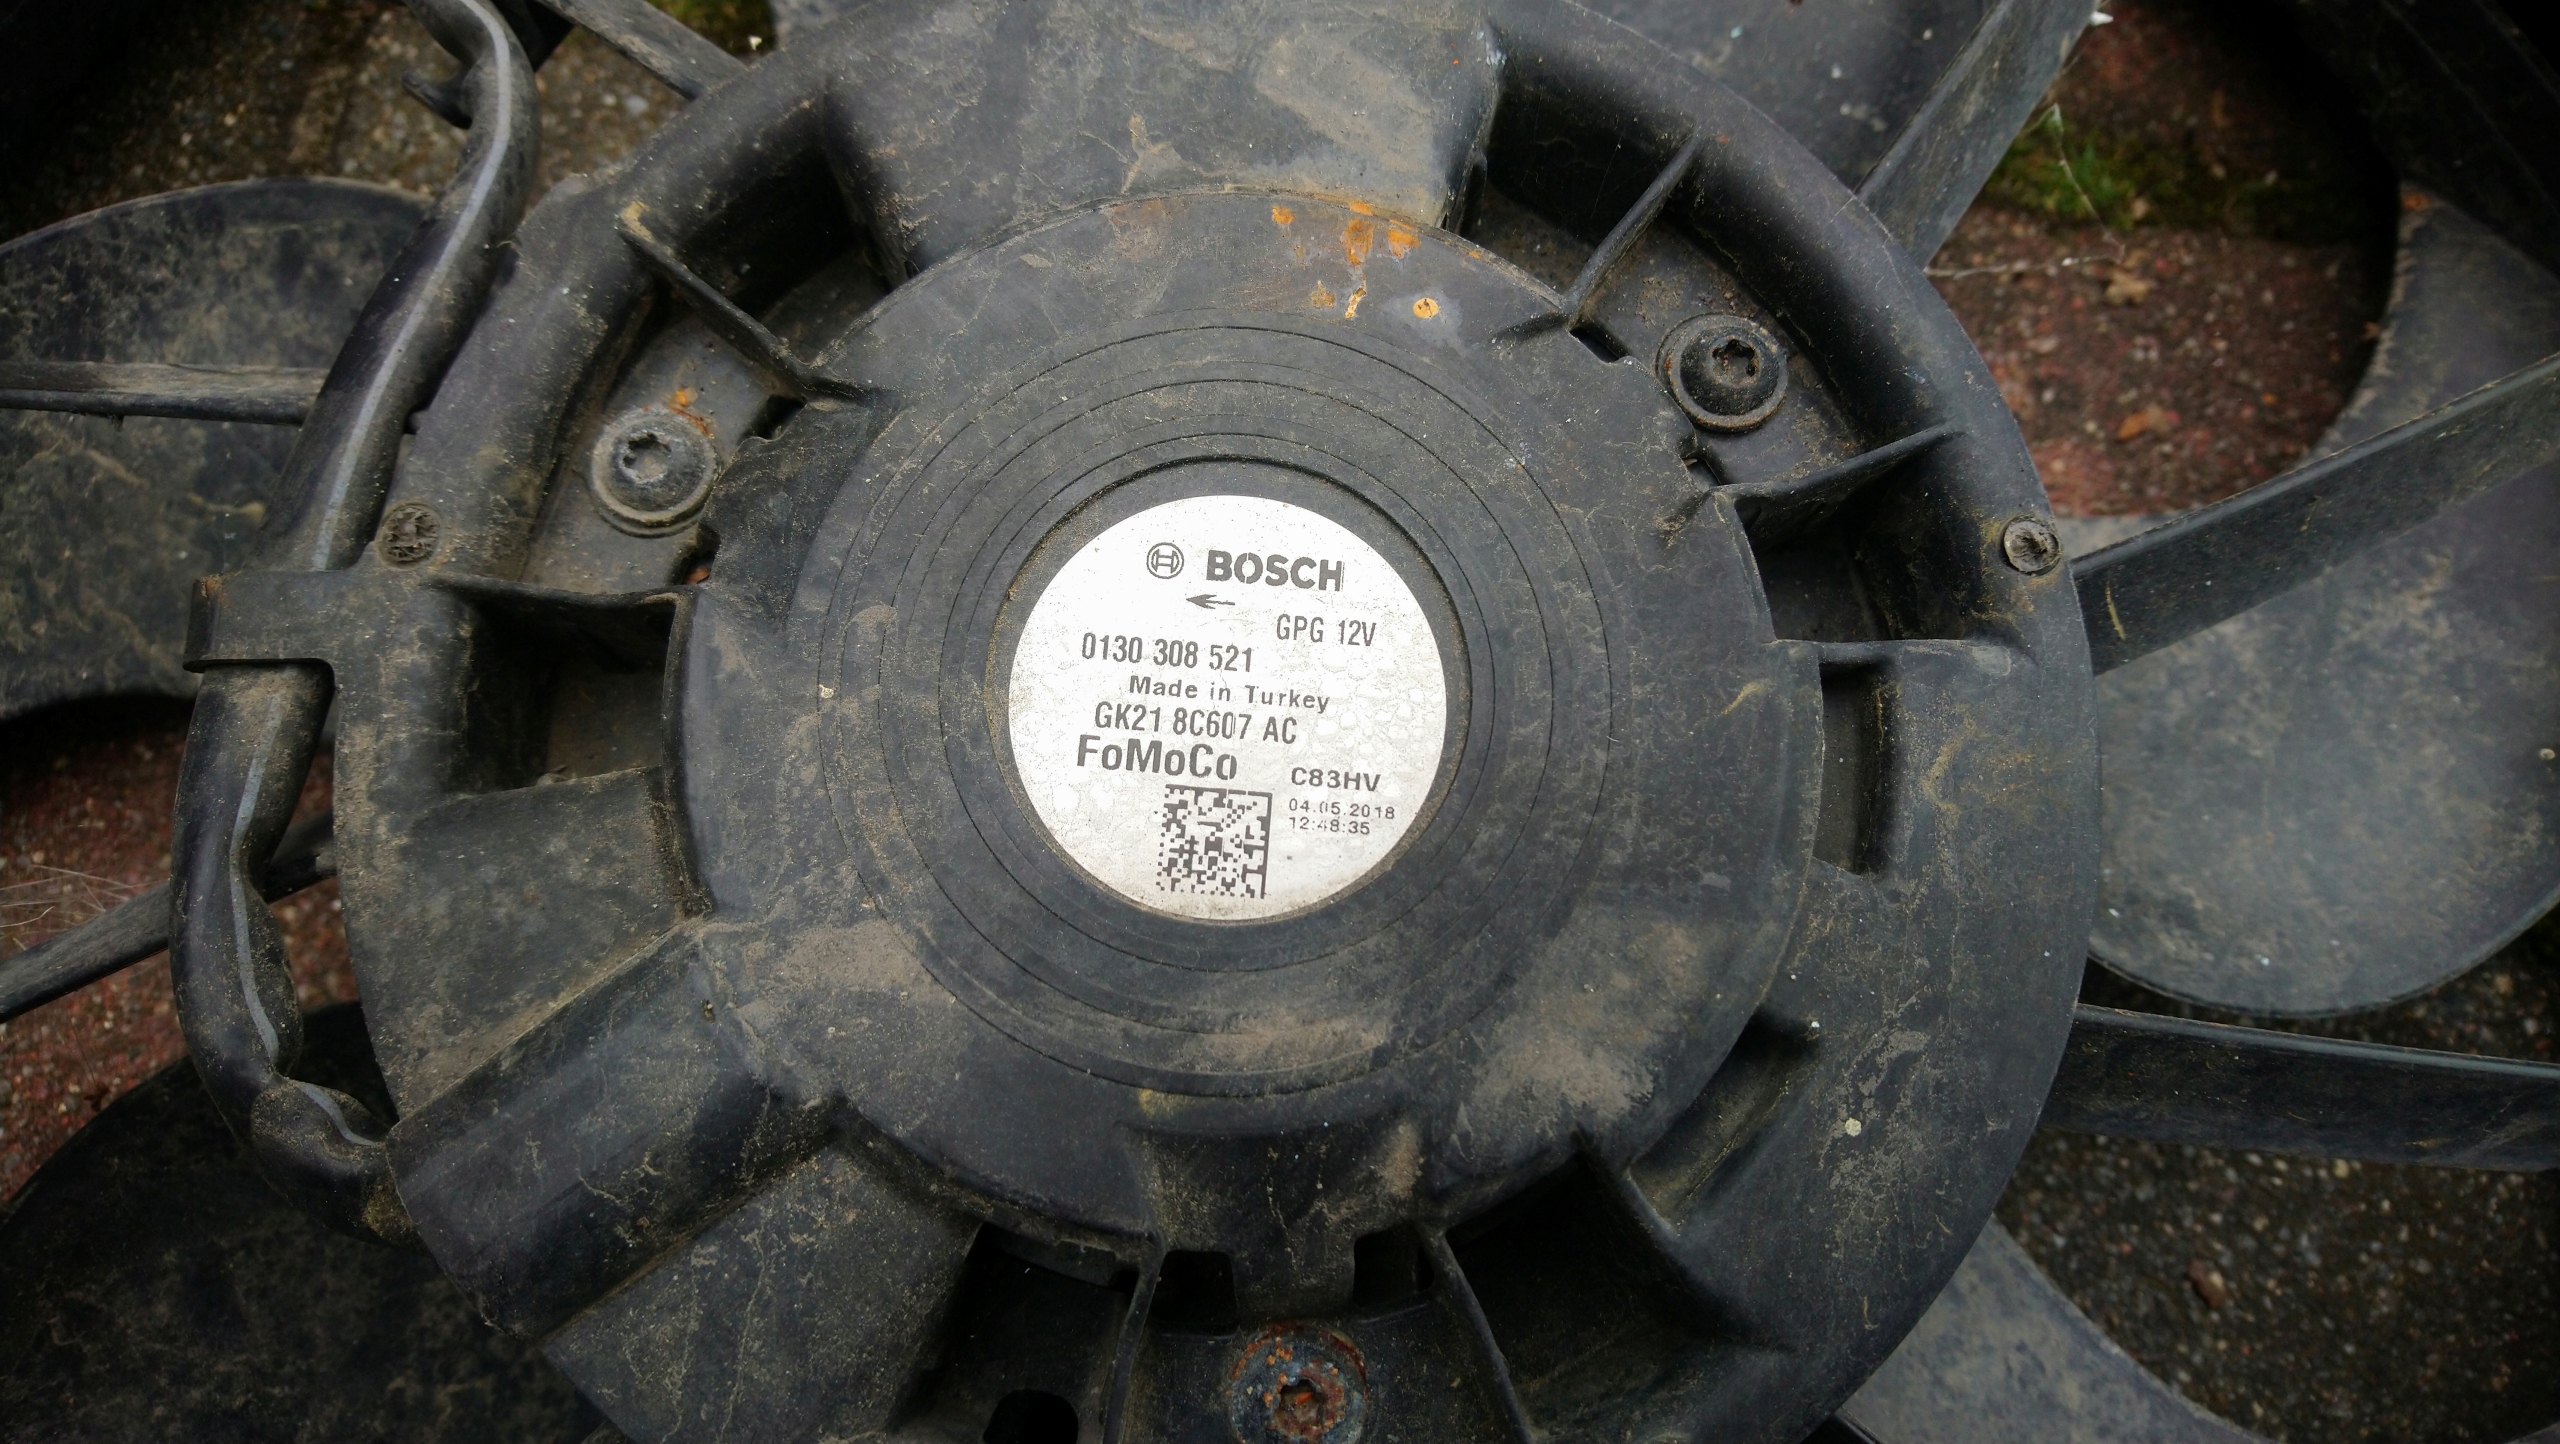 BOSCH
GPG 12V
0130 308 521
Made in Turkey
GK21 8C607 AC
FoMoCo
C83HV
04.05.2018
12:48:35